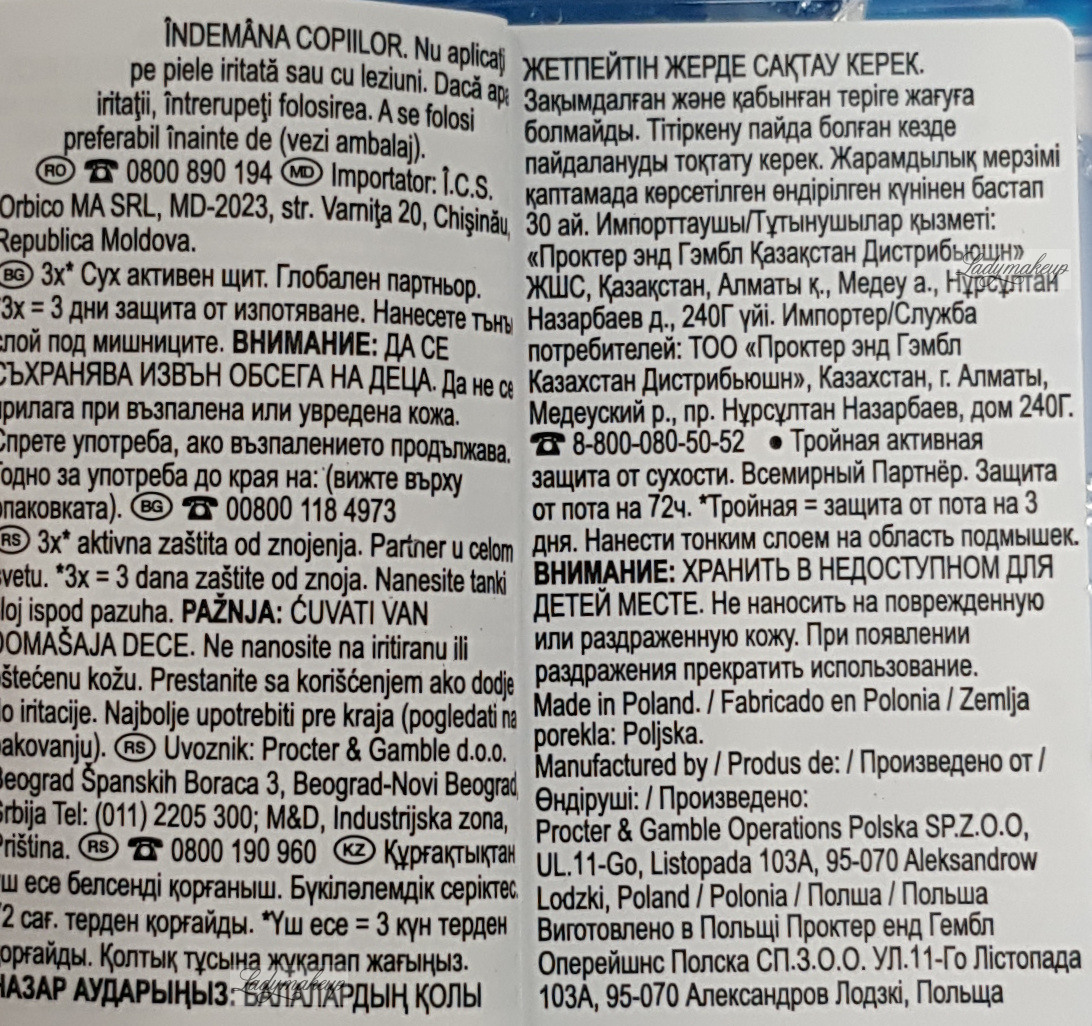 ÎNDEMÂNA COPIILOR. Nu aplicaţi
pe piele iritată sau cu leziuni. Dacă apa
iritaţii, întrerupeţi folosirea. A se folosi
preferabil înainte de (vezi ambalaj).
RO ☎ 0800 890 194 MD Importator: Î.C.S.
Orbico MA SRL, MD-2023, str. Varniţa 20, Chişinău,
Republica Moldova.
BG 3x* Сух активен щит. Глобален партньор.
*3x = 3 дни защита от изпотяване. Нанесете тънъ
слой под мишниците. ВНИМАНИЕ: ДА СЕ
СЪХРАНЯВА ИЗВЪН ОБСЕГА НА ДЕЦА. Да не се
прилага при възпалена или увредена кожа.
Спрете употреба, ако възпалението продължава.
Годно за употреба до края на: (вижте върху
опаковката). BG ☎ 00800 118 4973
RS 3x* aktivna zaštita od znojenja. Partner u celom
svetu. *3x = 3 dana zaštite od znoja. Nanesite tanki
sloj ispod pazuha. PAŽNJA: ĆUVATI VAN
DOMAŠAJA DECE. Ne nanosite na iritiranu ili
oštećenu kožu. Prestanite sa korišćenjem ako dodje
do iritacije. Najbolje upotrebiti pre kraja (pogledati na
pakovanju). RS Uvoznik: Procter & Gamble d.o.o.
Beograd Španskih Boraca 3, Beograd-Novi Beograd,
Srbija Tel: (011) 2205 300; M&D, Industrijska zona,
Priština. RS ☎ 0800 190 960 KZ Құрғақтықтан
үш есе белсенді қорғаныш. Бүкіләлемдік серіктес.
72 сағ. терден қорғайды. *Үш есе = 3 күн терден
қорғайды. Қолтық тұсына жұқалап жағыңыз.
НАЗАР АУДАРЫҢЫЗ: БАЛАЛАРДЫҢ ҚОЛЫ
ЖЕТПЕЙТІН ЖЕРДЕ САҚТАУ КЕРЕК.
Зақымдалған және қабынған теріге жағуға
болмайды. Тітіркену пайда болған кезде
пайдалануды тоқтату керек. Жарамдылық мерзімі
қаптамада көрсетілген өндірілген күнінен бастап
30 ай. Импорттаушы/Тұтынушылар қызметі:
«Проктер энд Гэмбл Қазақстан Дистрибьюшн»
ЖШС, Қазақстан, Алматы қ., Медеу а., Нұрсұлтан
Назарбаев д., 240Г үйі. Импортер/Служба
потребителей: ТОО «Проктер энд Гэмбл
Казахстан Дистрибьюшн», Казахстан, г. Алматы,
Медеуский р., пр. Нұрсұлтан Назарбаев, дом 240Г.
☎ 8-800-080-50-52 ● Тройная активная
защита от сухости. Всемирный Партнёр. Защита
от пота на 72ч. *Тройная = защита от пота на 3
дня. Нанести тонким слоем на область подмышек.
ВНИМАНИЕ: ХРАНИТЬ В НЕДОСТУПНОМ ДЛЯ
ДЕТЕЙ МЕСТЕ. Не наносить на поврежденную
или раздраженную кожу. При появлении
раздражения прекратить использование.
Made in Poland. / Fabricado en Polonia / Zemlja
porekla: Poljska.
Manufactured by / Produs de: / Произведено от /
Өндіруші: / Произведено:
Procter & Gamble Operations Polska SP.Z.O.O,
UL.11-Go, Listopada 103A, 95-070 Aleksandrow
Lodzki, Poland / Polonia / Полша / Польша
Виготовлено в Польщі Проктер енд Гембл
Оперейшнс Полска СП.З.О.О. УЛ.11-Го Лістопада
103А, 95-070 Александров Лодзкі, Польща
Ladymakeup
Ladymakeup